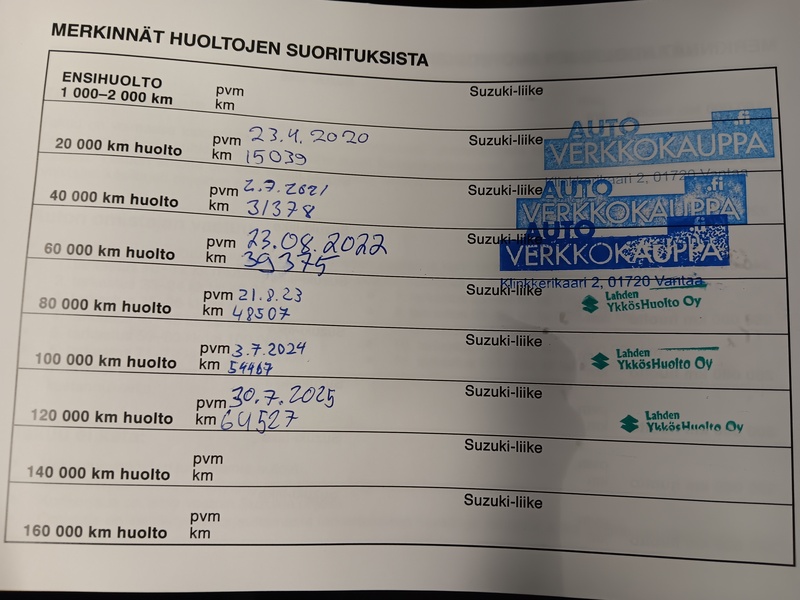 MERKINNÄT HUOLTOJEN SUORITUKSISTA
ENSIHUOLTO
1 000–2 000 km
pvm
km
Suzuki-liike
20 000 km huolto
pvm 23.4.2020
km 15039
Suzuki-liike
AUTO .fi
VERKKOKAUPPA
Klinkkerikaari 2, 01720 Vantaa
40 000 km huolto
pvm 2.7.2021
km 31378
Suzuki-liike
AUTO .fi
VERKKOKAUPPA
60 000 km huolto
pvm 23.08.2022
km 39375
Suzuki-liike
AUTO .fi
VERKKOKAUPPA
Klinkkerikaari 2, 01720 Vantaa
80 000 km huolto
pvm 21.8.23
km 48507
Suzuki-liike
Lahden
YkkösHuolto Oy
100 000 km huolto
pvm 3.7.2024
km 54467
Suzuki-liike
Lahden
YkkösHuolto Oy
120 000 km huolto
pvm 30.7.2025
km 64527
Suzuki-liike
Lahden
YkkösHuolto Oy
140 000 km huolto
pvm
km
Suzuki-liike
160 000 km huolto
pvm
km
Suzuki-liike